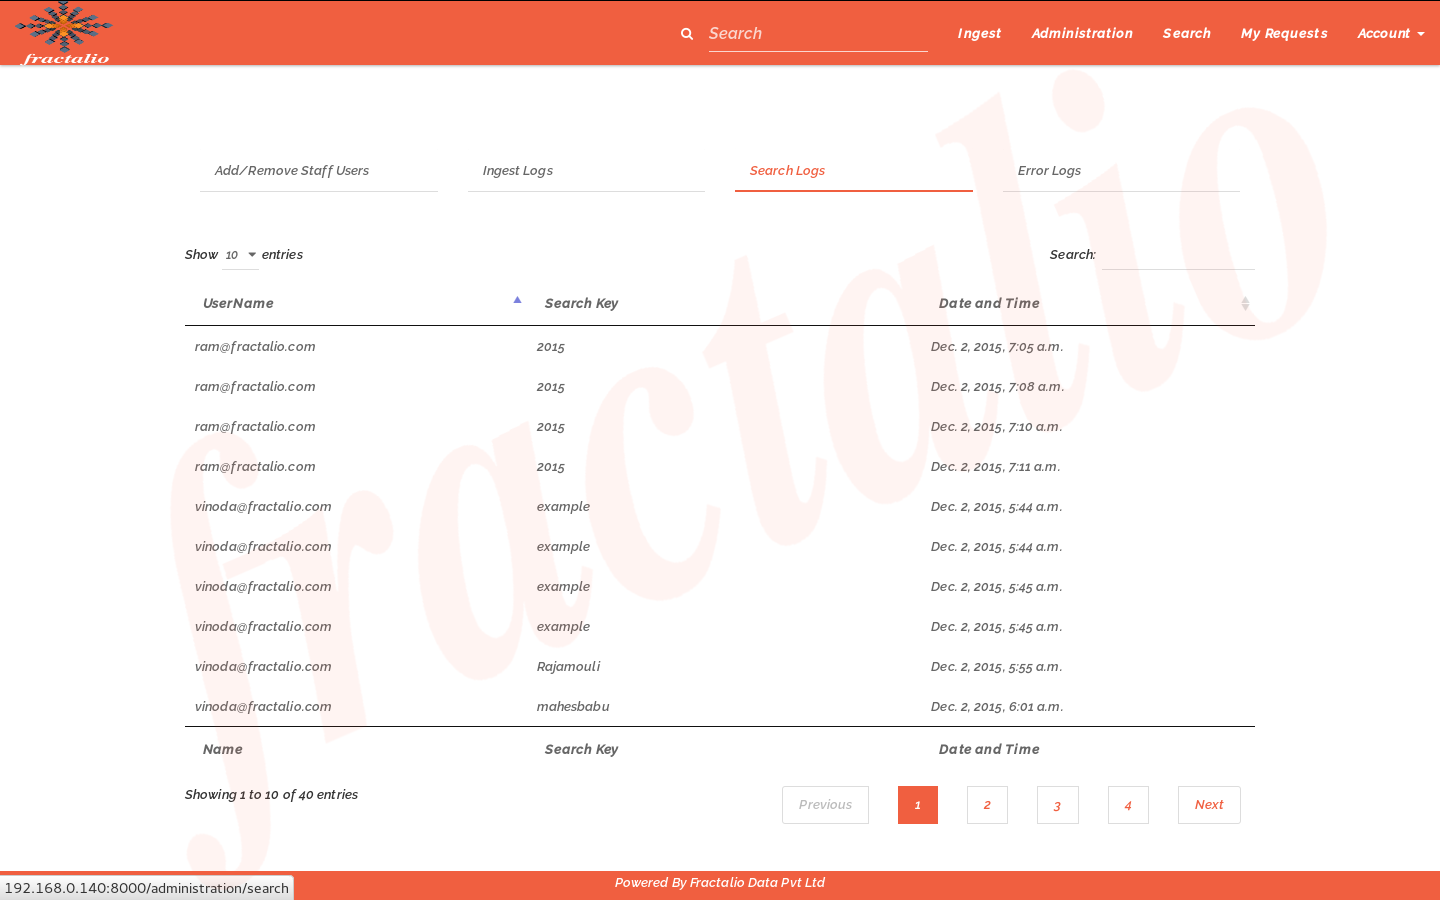 fractalio
Search
Ingest
Administration
Search
My Requests
Account
Add/Remove Staff Users
Ingest Logs
Search Logs
Error Logs
Show 10 entries
Search:
UserName Search Key Date and Time
ram@fractalio.com 2015 Dec. 2, 2015, 7:05 a.m.
ram@fractalio.com 2015 Dec. 2, 2015, 7:08 a.m.
ram@fractalio.com 2015 Dec. 2, 2015, 7:10 a.m.
ram@fractalio.com 2015 Dec. 2, 2015, 7:11 a.m.
vinoda@fractalio.com example Dec. 2, 2015, 5:44 a.m.
vinoda@fractalio.com example Dec. 2, 2015, 5:44 a.m.
vinoda@fractalio.com example Dec. 2, 2015, 5:45 a.m.
vinoda@fractalio.com example Dec. 2, 2015, 5:45 a.m.
vinoda@fractalio.com Rajamouli Dec. 2, 2015, 5:55 a.m.
vinoda@fractalio.com mahesbabu Dec. 2, 2015, 6:01 a.m.
Name Search Key Date and Time
Showing 1 to 10 of 40 entries
Previous 1 2 3 4 Next
fractalio
Powered By Fractalio Data Pvt Ltd
192.168.0.140:8000/administration/search